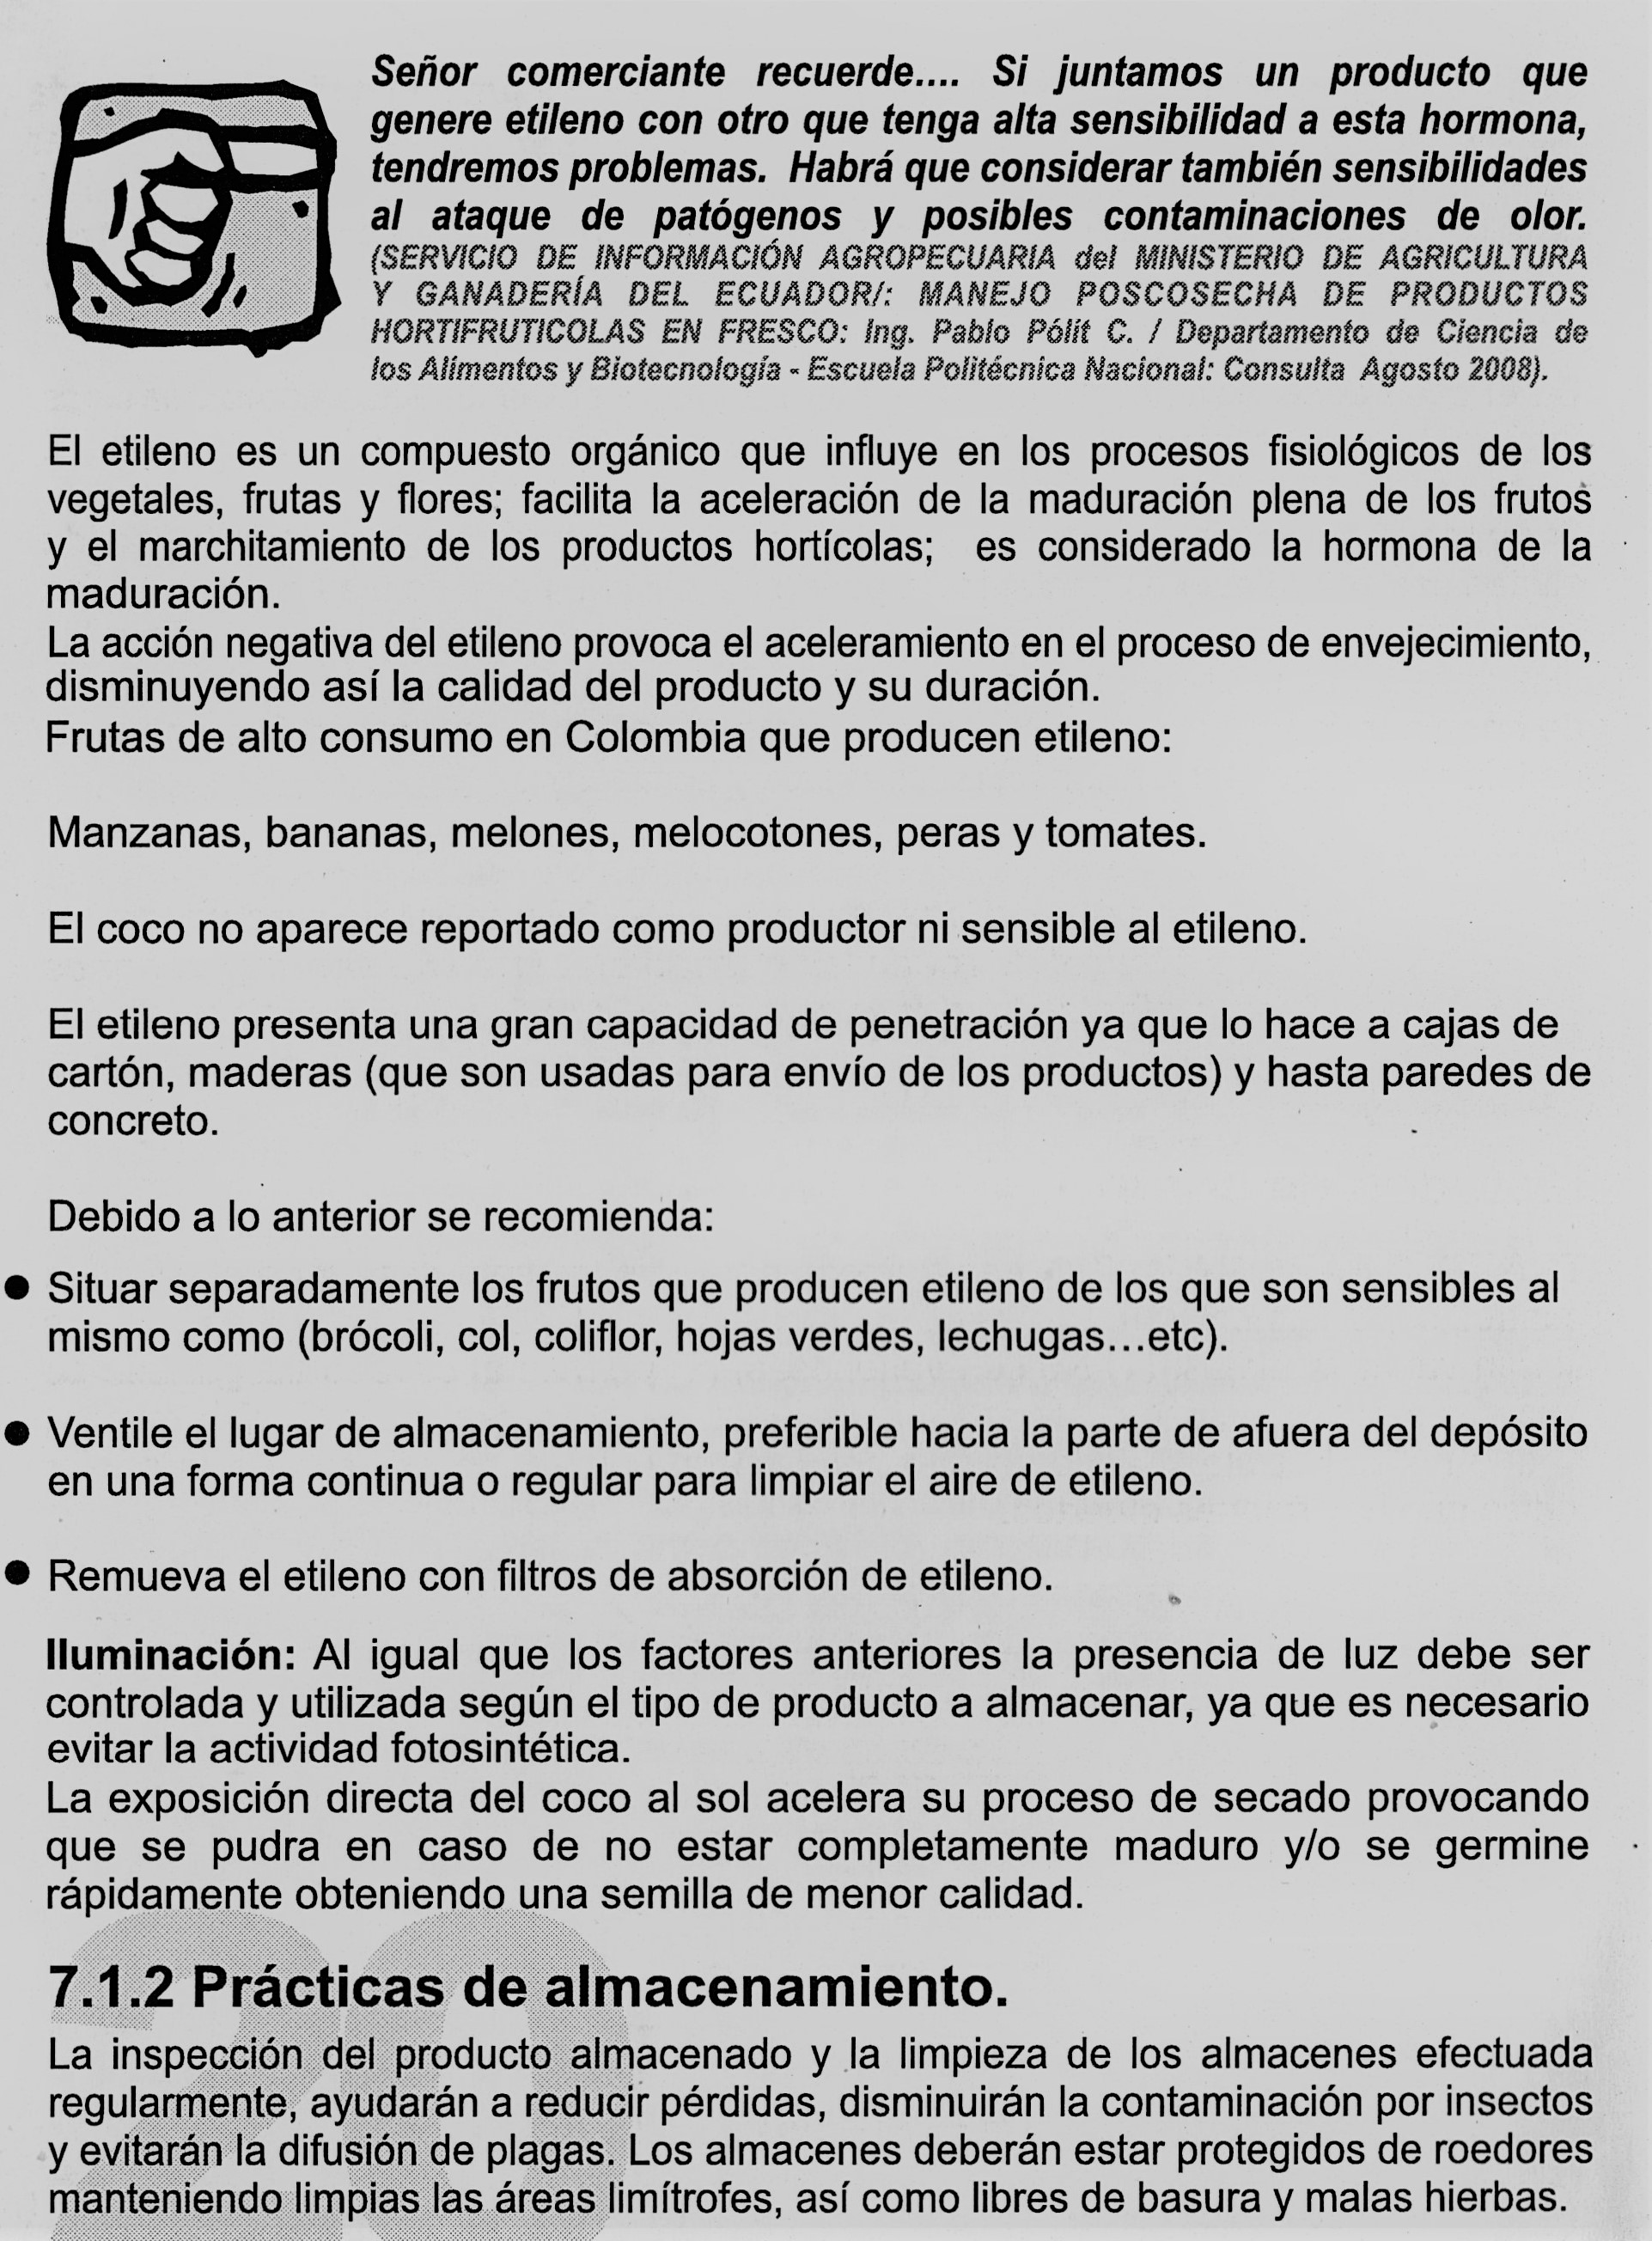 Señor comerciante recuerde.... Si juntamos un producto que
genere etileno con otro que tenga alta sensibilidad a esta hormona,
tendremos problemas. Habrá que considerar también sensibilidades
al ataque de patógenos y posibles contaminaciones de olor.
(SERVICIO DE INFORMACIÓN AGROPECUARIA del MINISTERIO DE AGRICULTURA
Y GANADERÍA DEL ECUADOR/: MANEJO POSCOSECHA DE PRODUCTOS
HORTIFRUTICOLAS EN FRESCO: Ing. Pablo Pólit C. / Departamento de Ciencia de
los Alimentos y Biotecnología - Escuela Politécnica Nacional: Consulta Agosto 2008).
El etileno es un compuesto orgánico que influye en los procesos fisiológicos de los
vegetales, frutas y flores; facilita la aceleración de la maduración plena de los frutos
y el marchitamiento de los productos hortícolas; es considerado la hormona de la
maduración.
La acción negativa del etileno provoca el aceleramiento en el proceso de envejecimiento,
disminuyendo así la calidad del producto y su duración.
Frutas de alto consumo en Colombia que producen etileno:
Manzanas, bananas, melones, melocotones, peras y tomates.
El coco no aparece reportado como productor ni sensible al etileno.
El etileno presenta una gran capacidad de penetración ya que lo hace a cajas de
cartón, maderas (que son usadas para envío de los productos) y hasta paredes de
concreto.
Debido a lo anterior se recomienda:
● Situar separadamente los frutos que producen etileno de los que son sensibles al
mismo como (brócoli, col, coliflor, hojas verdes, lechugas...etc).
● Ventile el lugar de almacenamiento, preferible hacia la parte de afuera del depósito
en una forma continua o regular para limpiar el aire de etileno.
● Remueva el etileno con filtros de absorción de etileno.
Iluminación: Al igual que los factores anteriores la presencia de luz debe ser
controlada y utilizada según el tipo de producto a almacenar, ya que es necesario
evitar la actividad fotosintética.
La exposición directa del coco al sol acelera su proceso de secado provocando
que se pudra en caso de no estar completamente maduro y/o se germine
rápidamente obteniendo una semilla de menor calidad.
7.1.2 Prácticas de almacenamiento.
La inspección del producto almacenado y la limpieza de los almacenes efectuada
regularmente, ayudarán a reducir pérdidas, disminuirán la contaminación por insectos
y evitarán la difusión de plagas. Los almacenes deberán estar protegidos de roedores
manteniendo limpias las áreas limítrofes, así como libres de basura y malas hierbas.
20